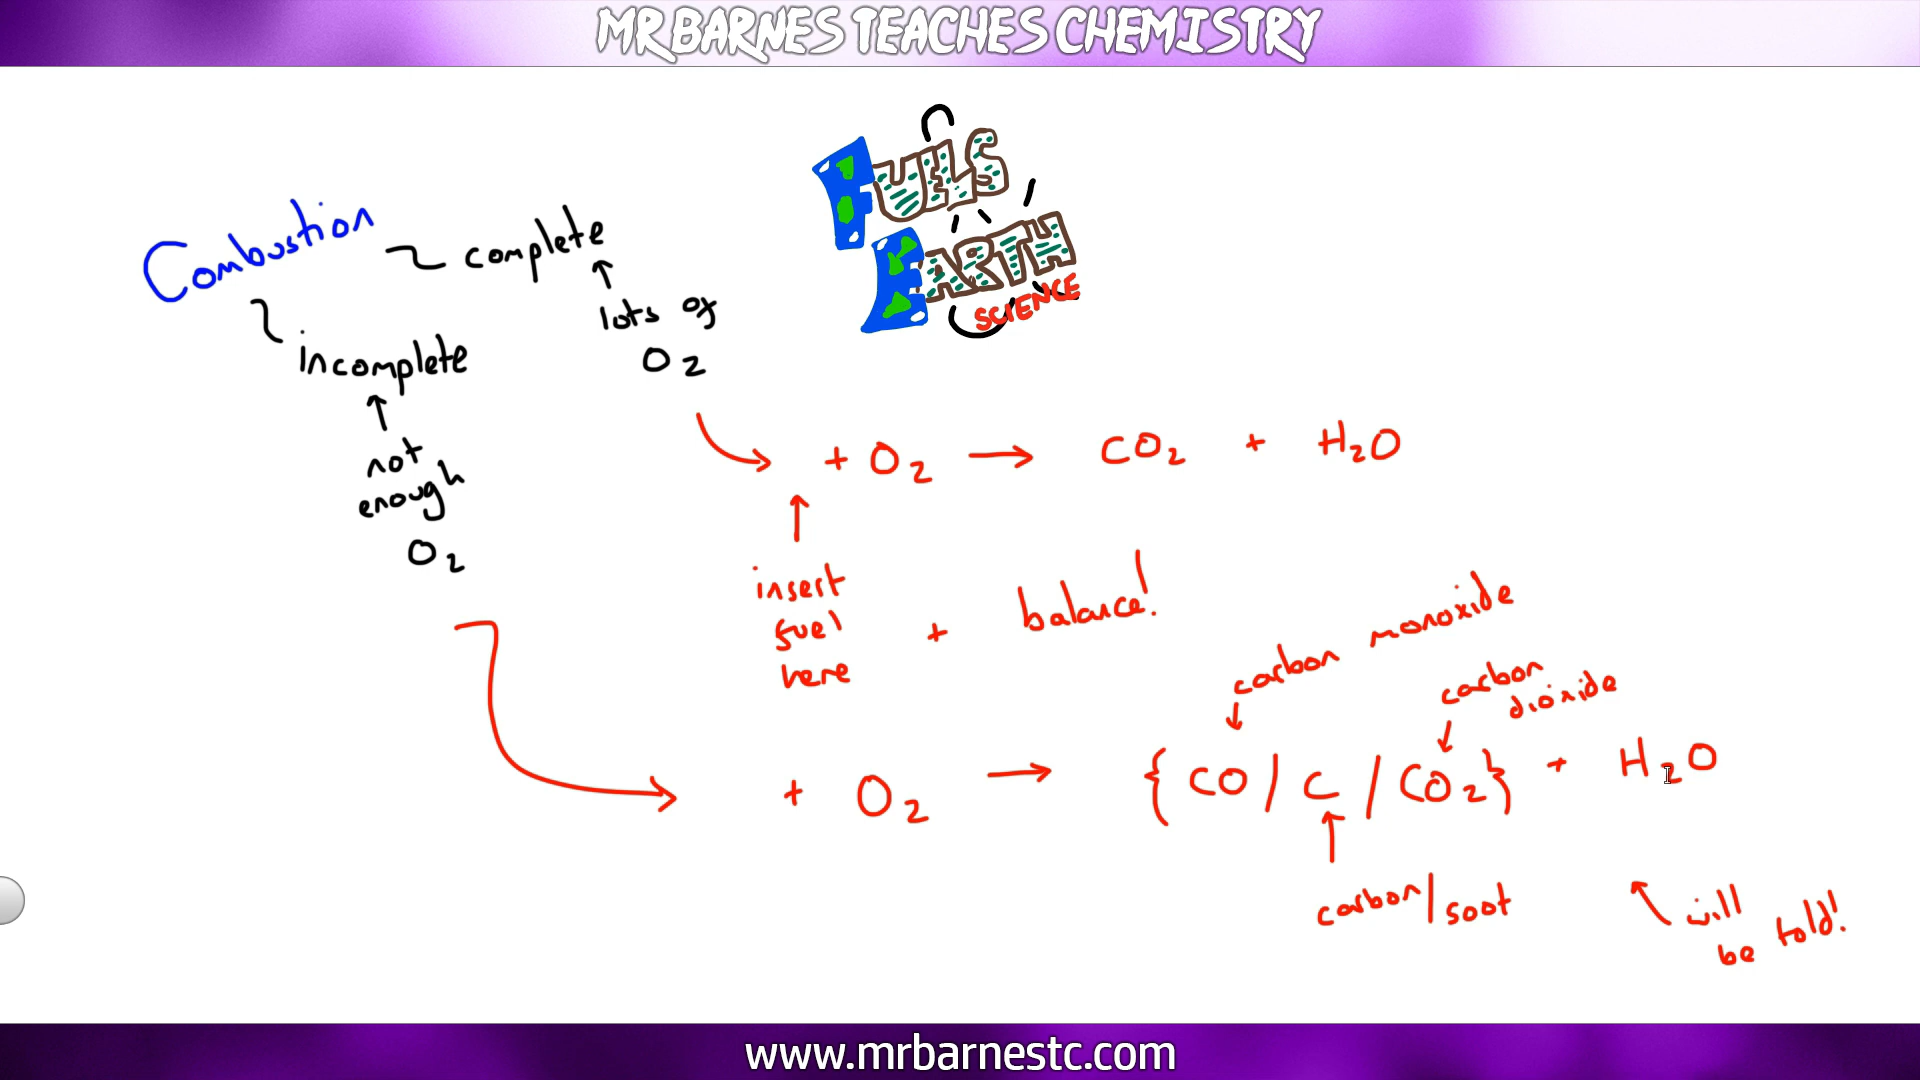 MR BARNES TEACHES CHEMISTRY
FUELS
EARTH
SCIENCE
Combustion
complete
lots of
O2
incomplete
not
enough
O2
+ O2 → CO2 + H2O
insert
fuel
here
+ balance!
carbon monoxide
carbon
dioxide
+ O2 → { CO / C / CO2 } + H2O
carbon/soot
will
be told!
www.mrbarnestc.com